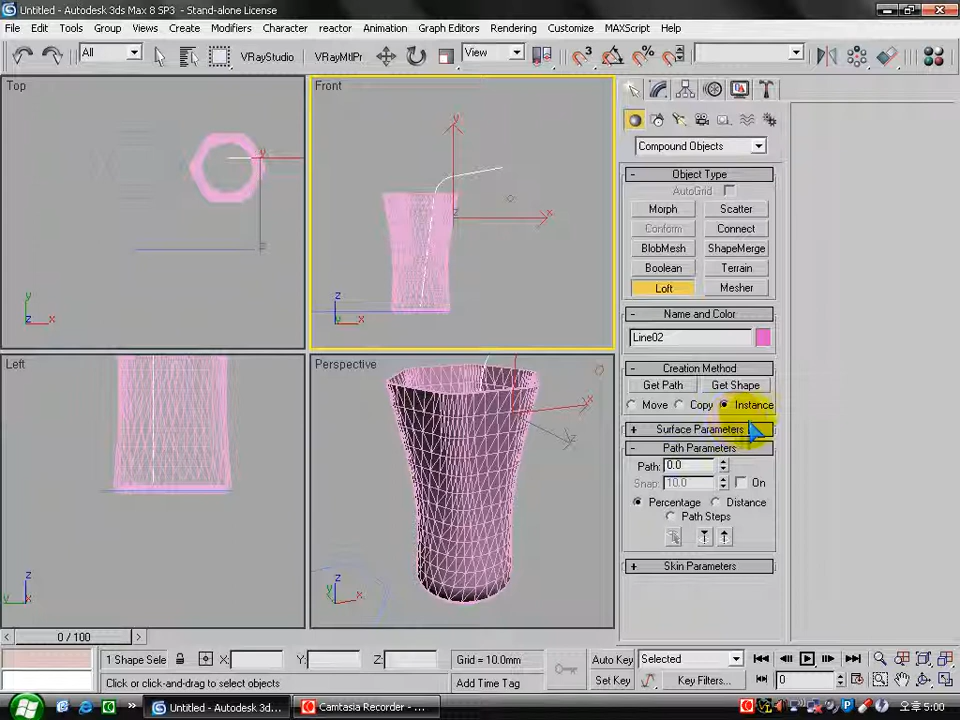 Untitled - Autodesk 3ds Max 8 SP3 - Stand-alone License
File Edit Tools Group Views Create Modifiers Character reactor Animation Graph Editors Rendering Customize MAXScript Help
All VRayStudio VRayMtlPr View 3 %
Top
Front
Left
Perspective
Compound Objects
- Object Type
AutoGrid
Morph Scatter
Conform Connect
BlobMesh ShapeMerge
Boolean Terrain
Loft Mesher
- Name and Color
Line02
- Creation Method
Get Path Get Shape
Move Copy Instance
+ Surface Parameters
- Path Parameters
Path: 0.0
Snap: 10.0 On
Percentage Distance
Path Steps
+ Skin Parameters
y
x
z
y
x
z
x
z
y
x
z
y
x
z
y
x
< 0 / 100 >
1 Shape Sele X: Y: Z: Grid = 10.0mm Auto Key Selected
Click or click-and-drag to select objects Add Time Tag Set Key Key Filters... 0
Untitled - Autodesk 3ds... Camtasia Recorder - ... 오후 5:00